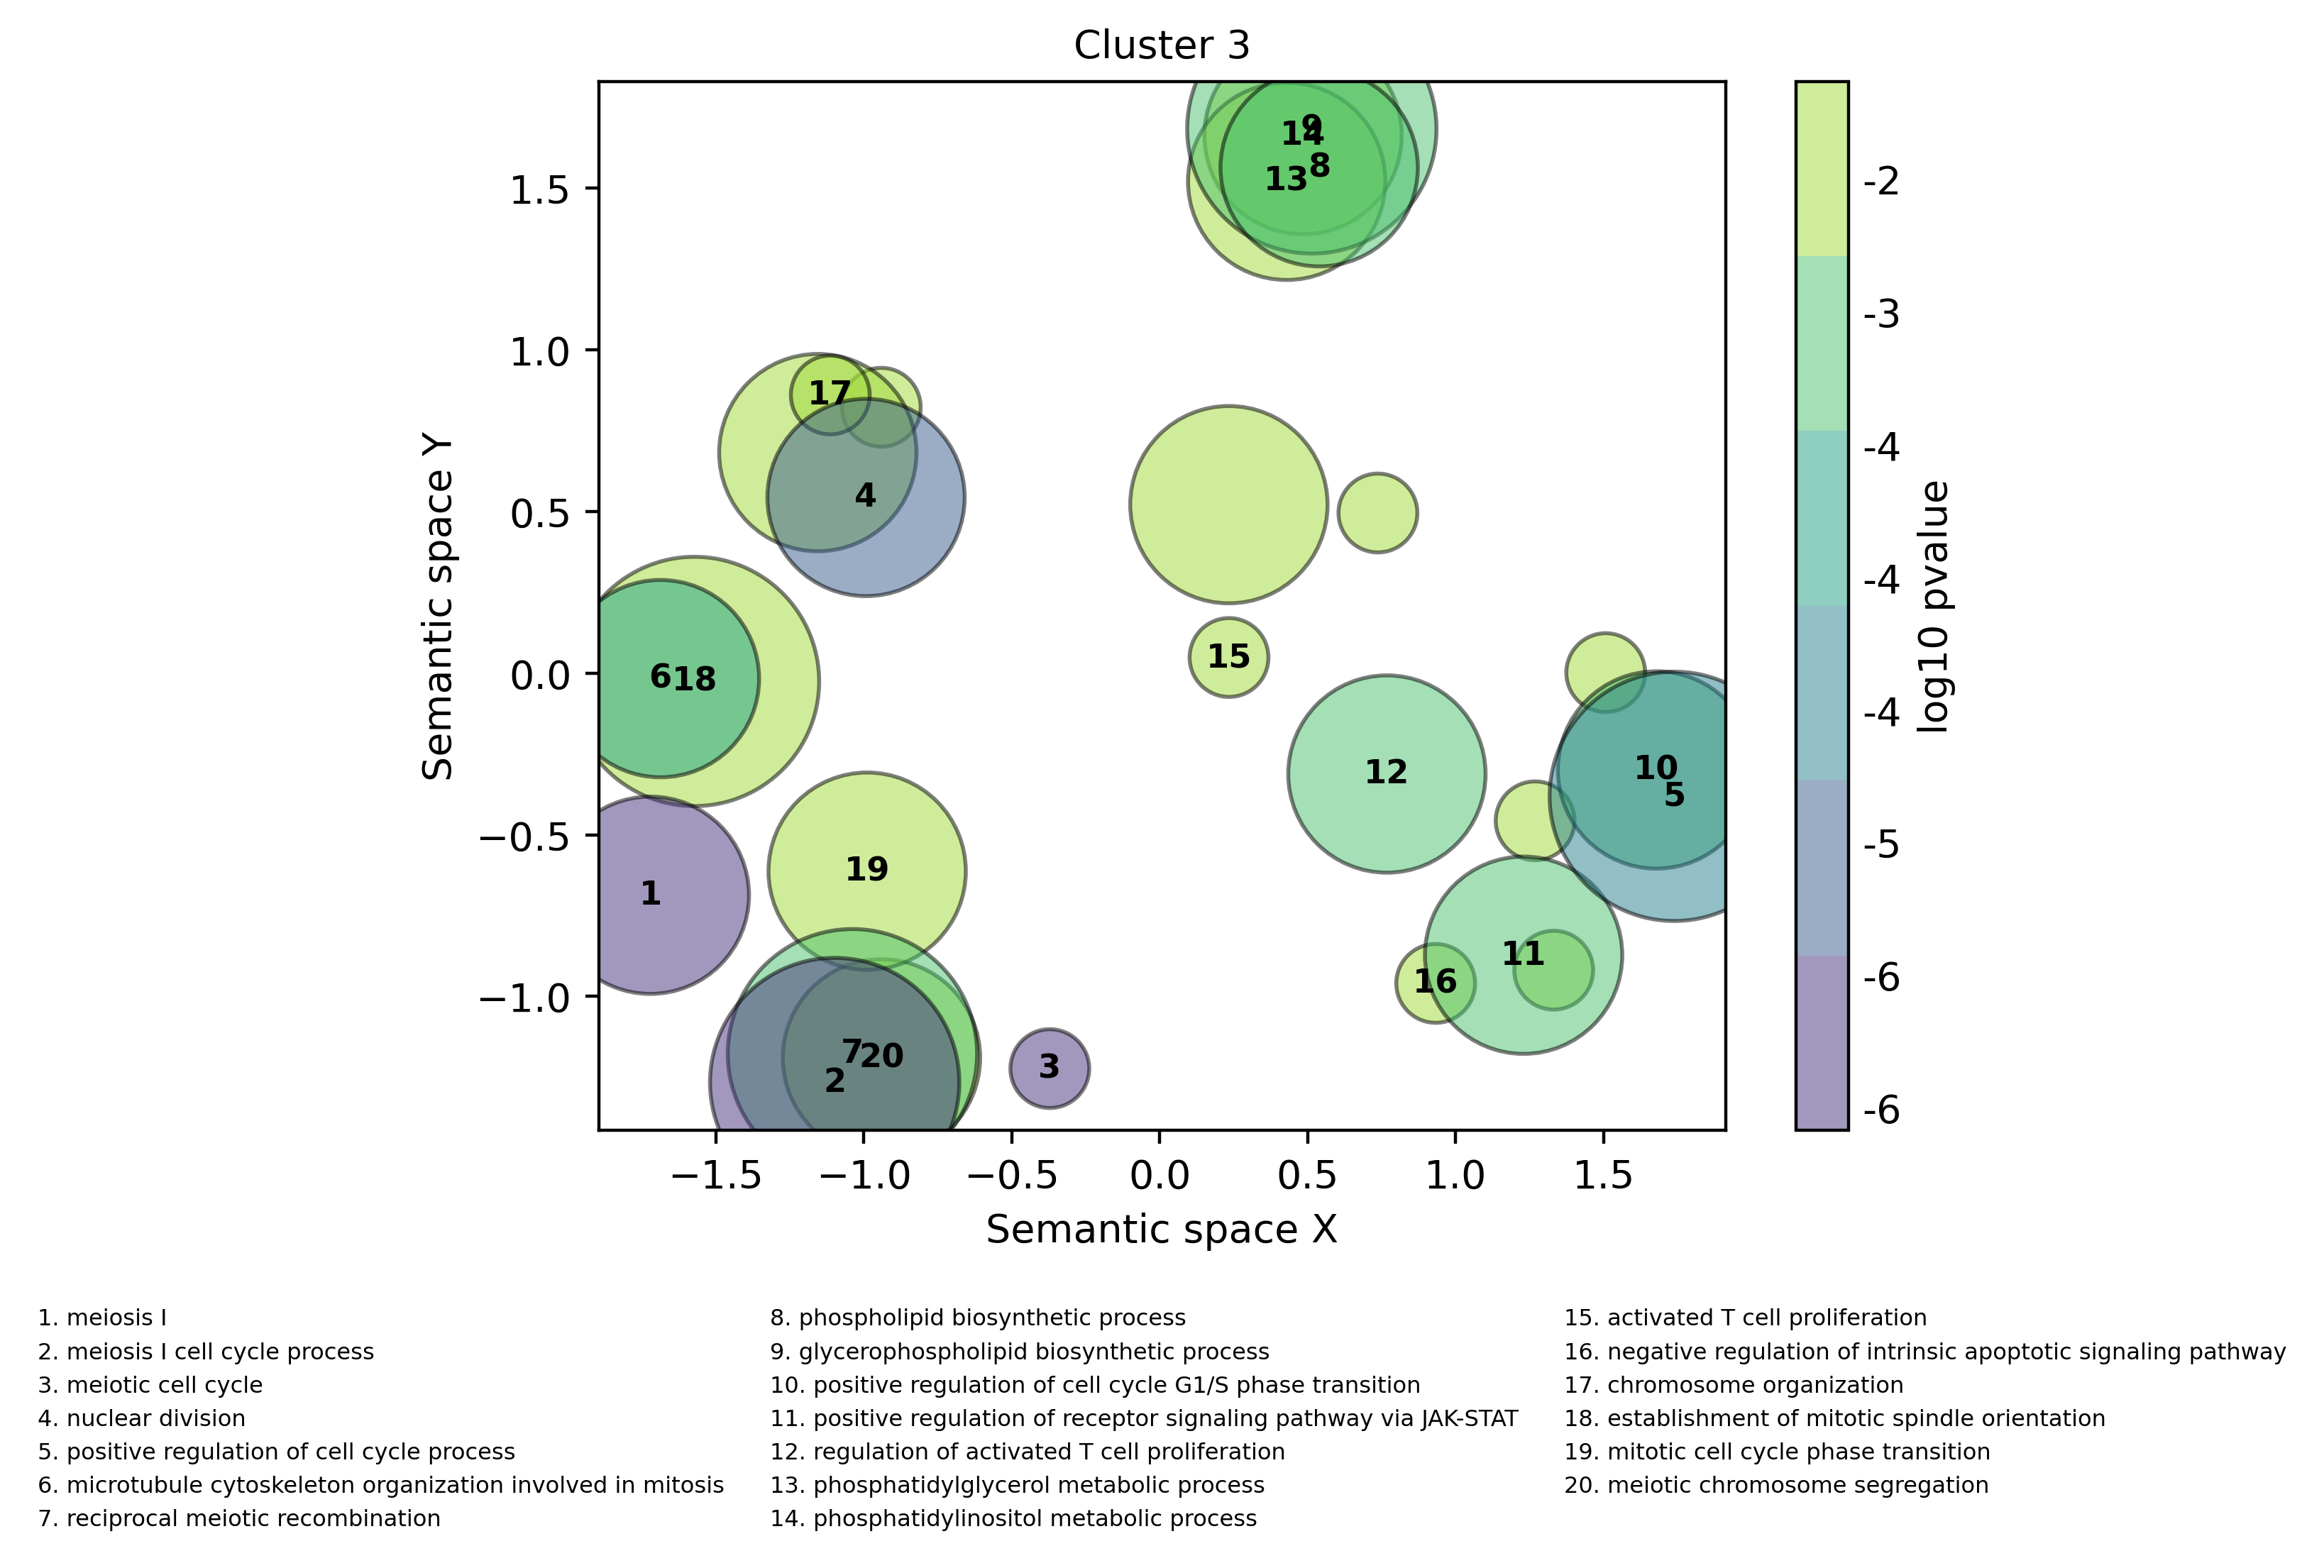 Cluster 3
1.5
1.0
0.5
0.0
−0.5
−1.0
Semantic space Y
9
14
8
13
17
4
6
18
15
12
10
5
1
19
11
16
7
20
2
3
−1.5
−1.0
−0.5
0.0
0.5
1.0
1.5
Semantic space X
-2
-3
-4
-4
-4
-5
-6
-6
log10 pvalue
1. meiosis I
2. meiosis I cell cycle process
3. meiotic cell cycle
4. nuclear division
5. positive regulation of cell cycle process
6. microtubule cytoskeleton organization involved in mitosis
7. reciprocal meiotic recombination
8. phospholipid biosynthetic process
9. glycerophospholipid biosynthetic process
10. positive regulation of cell cycle G1/S phase transition
11. positive regulation of receptor signaling pathway via JAK-STAT
12. regulation of activated T cell proliferation
13. phosphatidylglycerol metabolic process
14. phosphatidylinositol metabolic process
15. activated T cell proliferation
16. negative regulation of intrinsic apoptotic signaling pathway
17. chromosome organization
18. establishment of mitotic spindle orientation
19. mitotic cell cycle phase transition
20. meiotic chromosome segregation